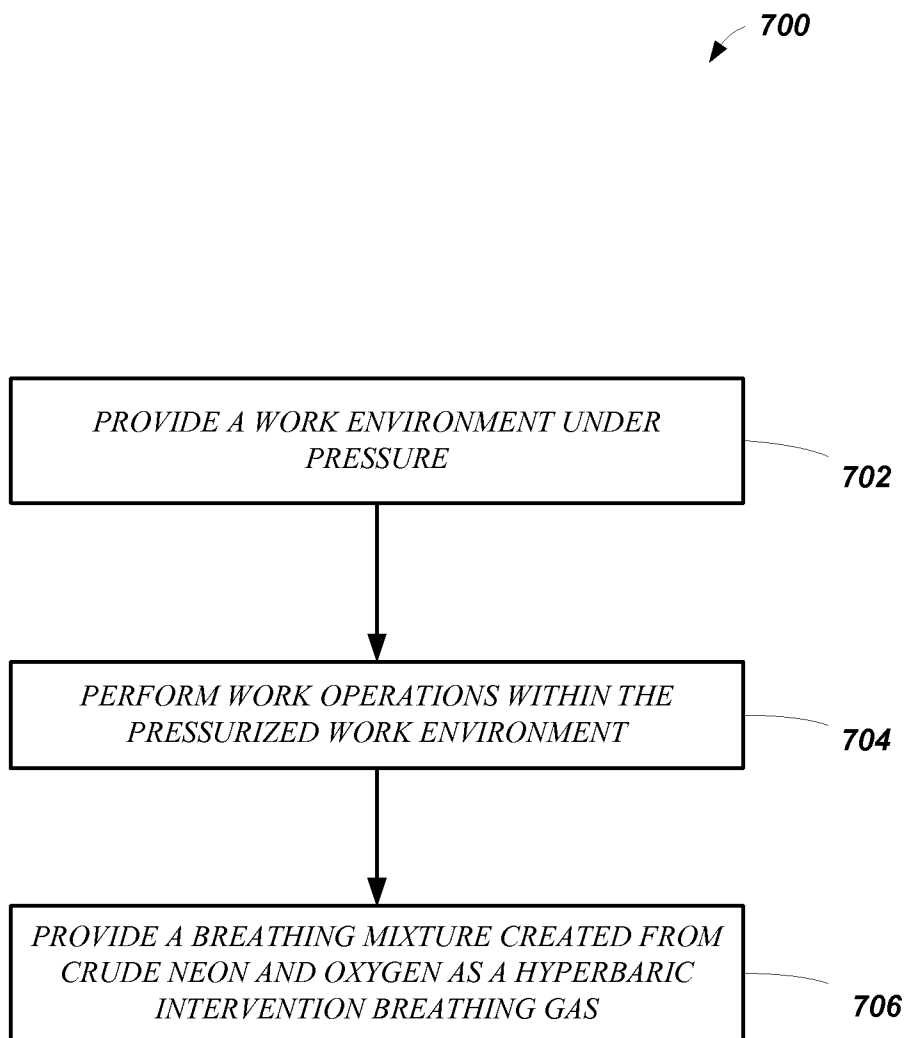 700
PROVIDE A WORK ENVIRONMENT UNDER
PRESSURE
702
PERFORM WORK OPERATIONS WITHIN THE
PRESSURIZED WORK ENVIRONMENT
704
PROVIDE A BREATHING MIXTURE CREATED FROM
CRUDE NEON AND OXYGEN AS A HYPERBARIC
INTERVENTION BREATHING GAS
706